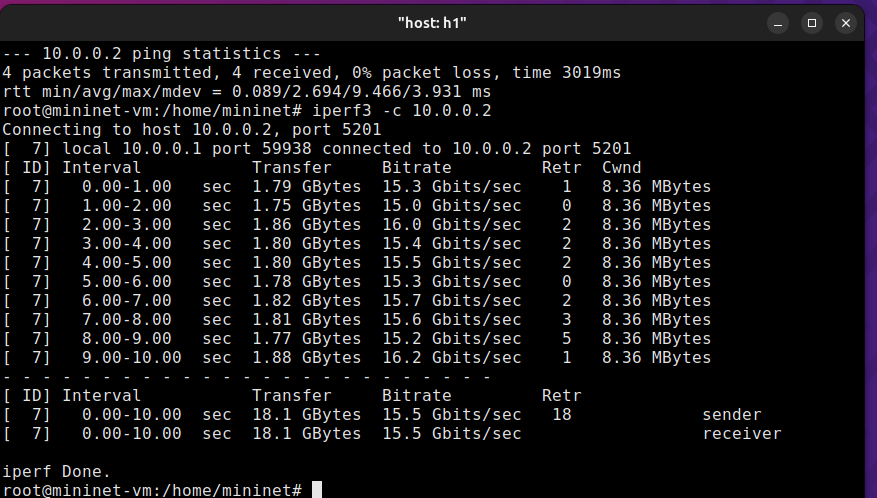 "host: h1"
--- 10.0.0.2 ping statistics ---
4 packets transmitted, 4 received, 0% packet loss, time 3019ms
rtt min/avg/max/mdev = 0.089/2.694/9.466/3.931 ms
root@mininet-vm:/home/mininet# iperf3 -c 10.0.0.2
Connecting to host 10.0.0.2, port 5201
[  7] local 10.0.0.1 port 59938 connected to 10.0.0.2 port 5201
[ ID] Interval           Transfer     Bitrate         Retr  Cwnd
[  7]   0.00-1.00   sec  1.79 GBytes  15.3 Gbits/sec    1   8.36 MBytes
[  7]   1.00-2.00   sec  1.75 GBytes  15.0 Gbits/sec    0   8.36 MBytes
[  7]   2.00-3.00   sec  1.86 GBytes  16.0 Gbits/sec    2   8.36 MBytes
[  7]   3.00-4.00   sec  1.80 GBytes  15.4 Gbits/sec    2   8.36 MBytes
[  7]   4.00-5.00   sec  1.80 GBytes  15.5 Gbits/sec    2   8.36 MBytes
[  7]   5.00-6.00   sec  1.78 GBytes  15.3 Gbits/sec    0   8.36 MBytes
[  7]   6.00-7.00   sec  1.82 GBytes  15.7 Gbits/sec    2   8.36 MBytes
[  7]   7.00-8.00   sec  1.81 GBytes  15.6 Gbits/sec    3   8.36 MBytes
[  7]   8.00-9.00   sec  1.77 GBytes  15.2 Gbits/sec    5   8.36 MBytes
[  7]   9.00-10.00  sec  1.88 GBytes  16.2 Gbits/sec    1   8.36 MBytes
- - - - - - - - - - - - - - - - - - - - - - - - -
[ ID] Interval           Transfer     Bitrate         Retr
[  7]   0.00-10.00  sec  18.1 GBytes  15.5 Gbits/sec   18             sender
[  7]   0.00-10.00  sec  18.1 GBytes  15.5 Gbits/sec                  receiver
iperf Done.
root@mininet-vm:/home/mininet#